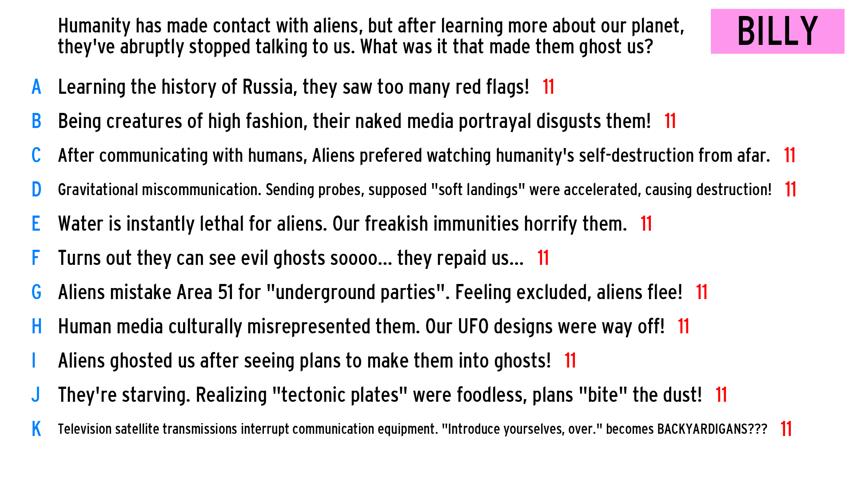 Humanity has made contact with aliens, but after learning more about our planet,
they've abruptly stopped talking to us. What was it that made them ghost us?
BILLY
A Learning the history of Russia, they saw too many red flags! 11
B Being creatures of high fashion, their naked media portrayal disgusts them! 11
C After communicating with humans, Aliens prefered watching humanity's self-destruction from afar. 11
D Gravitational miscommunication. Sending probes, supposed "soft landings" were accelerated, causing destruction! 11
E Water is instantly lethal for aliens. Our freakish immunities horrify them. 11
F Turns out they can see evil ghosts soooo... they repaid us... 11
G Aliens mistake Area 51 for "underground parties". Feeling excluded, aliens flee! 11
H Human media culturally misrepresented them. Our UFO designs were way off! 11
I Aliens ghosted us after seeing plans to make them into ghosts! 11
J They're starving. Realizing "tectonic plates" were foodless, plans "bite" the dust! 11
K Television satellite transmissions interrupt communication equipment. "Introduce yourselves, over." becomes BACKYARDIGANS??? 11